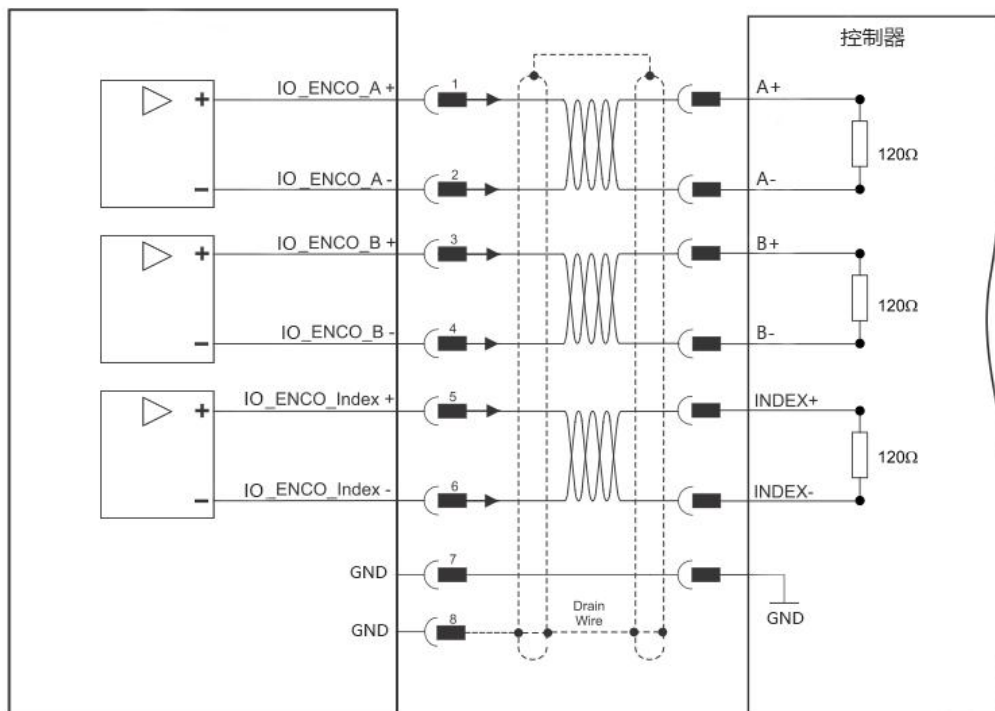 控制器
IO_ENCO_A +
1
A+
120Ω
IO_ENCO_A -
2
A-
IO_ENCO_B +
3
B+
120Ω
IO_ENCO_B -
4
B-
IO_ENCO_Index +
5
INDEX+
120Ω
IO_ENCO_Index -
6
INDEX-
GND
7
GND
GND
8
Drain
Wire